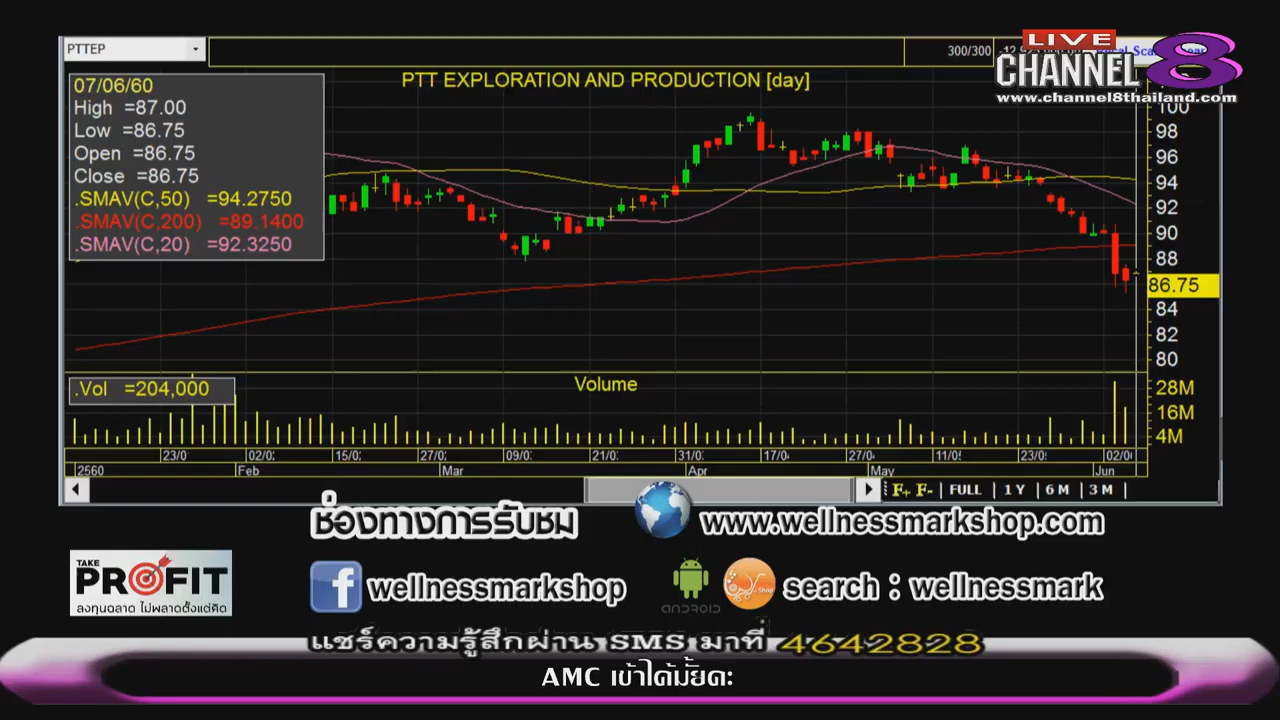 PTTEP
300/300
LIVE
CHANNEL 8
www.channel8thailand.com
PTT EXPLORATION AND PRODUCTION [day]
07/06/60
High =87.00
Low =86.75
Open =86.75
Close =86.75
.SMAV(C,50) =94.2750
.SMAV(C,200) =89.1400
.SMAV(C,20) =92.3250
100
98
96
94
92
90
88
86.75
84
82
80
.Vol =204,000
Volume
28M
16M
4M
23/0 02/0 15/0 27/0 09/0 21/0 17/0 27/0 11/0 23/0 02/0
2560 Feb Mar Apr May Jun
F+ F- FULL 1 Y 6 M 3 M
ช่องทางการรับชม
www.wellnessmarkshop.com
TAKE
PROFIT
ลงทุนฉลาด ไม่พลาดตั้งแต่คิด
wellnessmarkshop
ANDROID
search : wellnessmark
แชร์ความรู้สึกผ่าน SMS มาที่ 4642828
AMC เข้าได้มั้ยคะ